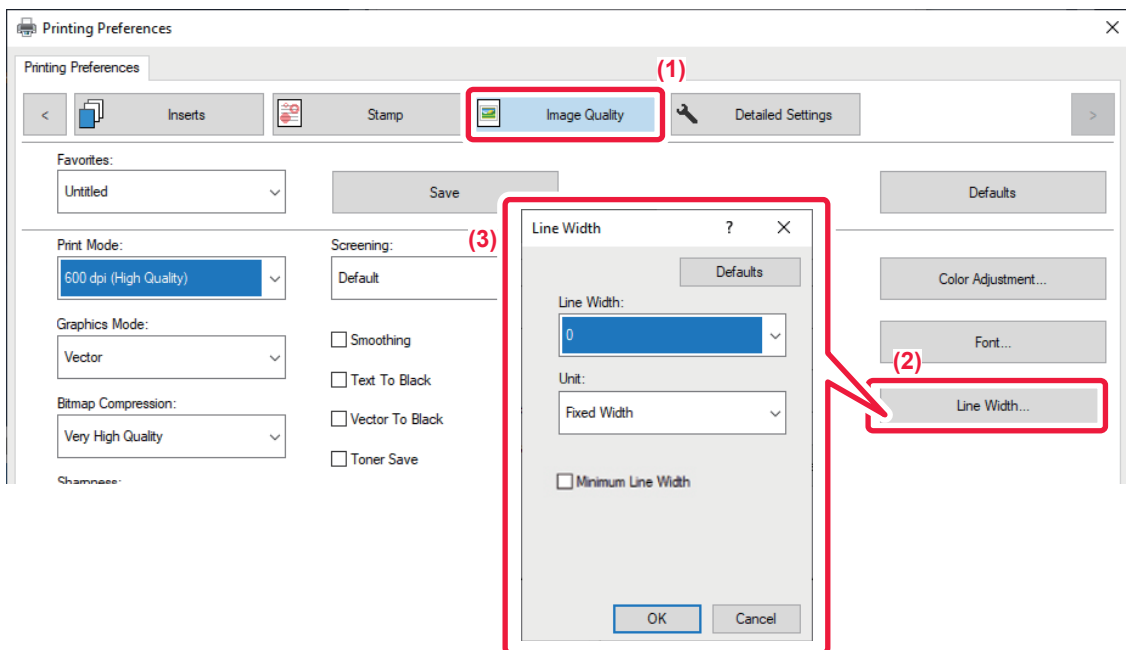 Printing Preferences
Printing Preferences
(1)
<
Inserts
Stamp
Image Quality
Detailed Settings
>
Favorites:
Untitled
Save
Defaults
Print Mode:
600 dpi (High Quality)
Screening:
Default
Color Adjustment...
Graphics Mode:
Vector
Smoothing
Text To Black
Vector To Black
Toner Save
Font...
Bitmap Compression:
Very High Quality
(2)
Line Width...
Sharpness:
(3)
Line Width
?
Defaults
Line Width:
0
Unit:
Fixed Width
Minimum Line Width
OK
Cancel